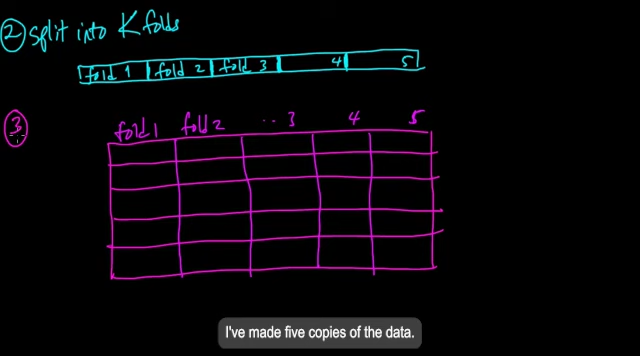 2 Split into K folds
fold 1 fold 2 fold 3 4 5
3
fold 1 fold 2 .. 3 4 5
I've made five copies of the data.